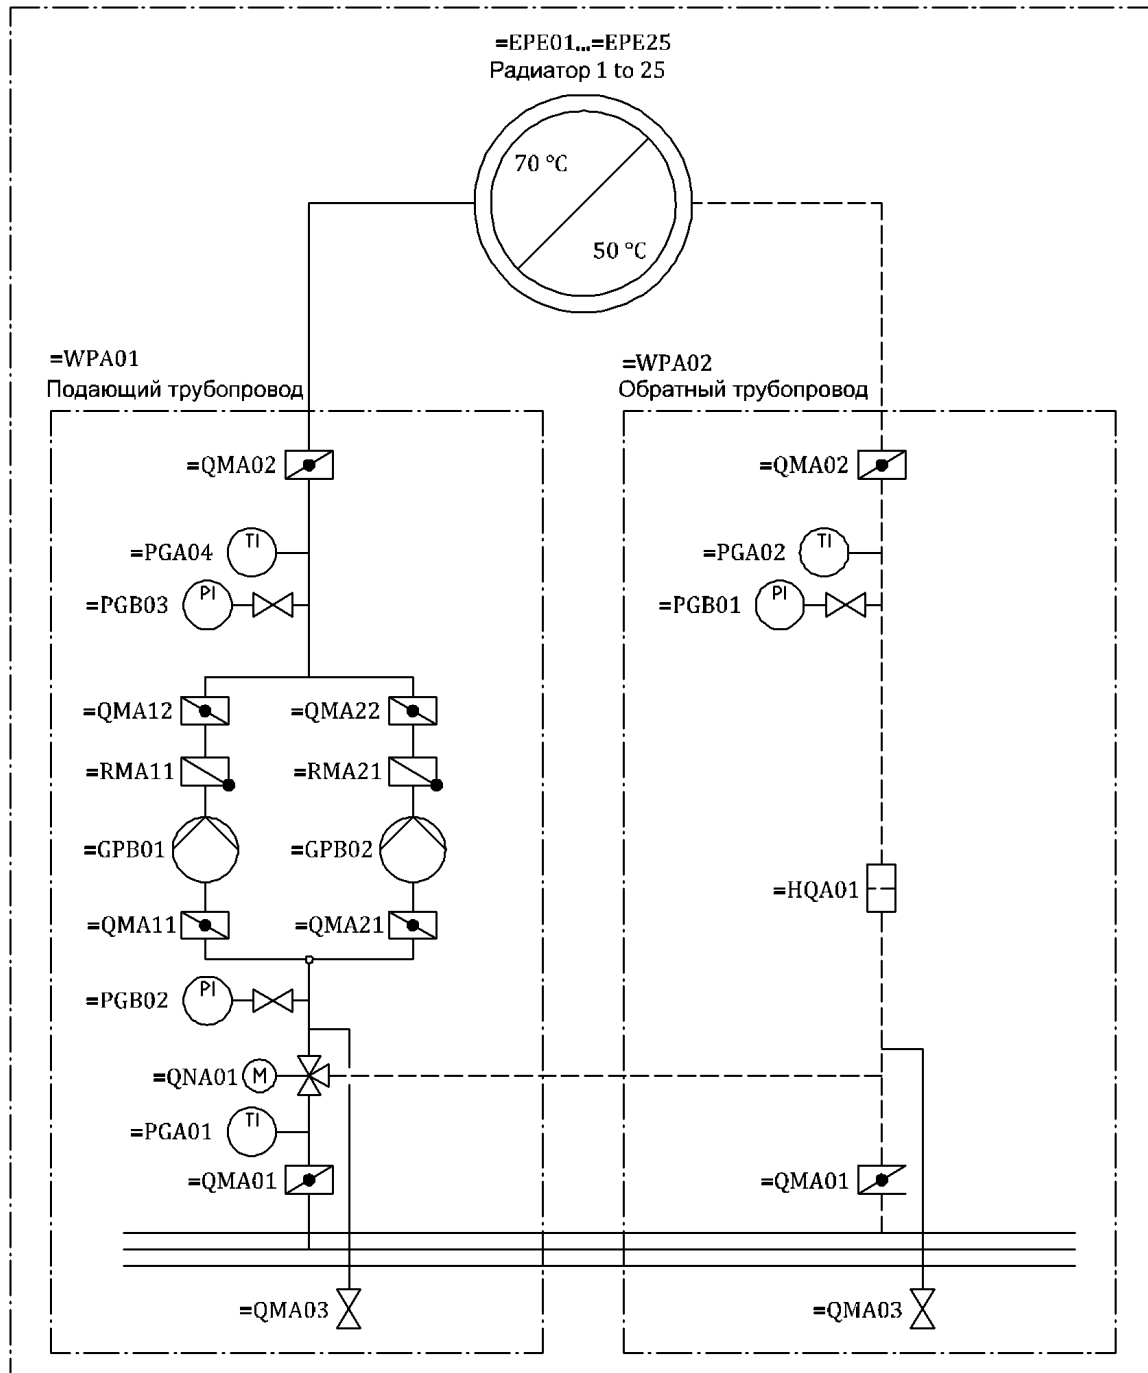 =EPE01...=EPE25
Радиатор 1 to 25
70 °C
50 °C
=WPA01
Подающий трубопровод
=WPA02
Обратный трубопровод
=QMA02
=QMA02
=PGA04 TI
=PGA02 TI
=PGB03 PI
=PGB01 PI
=QMA12
=QMA22
=RMA11
=RMA21
=GPB01
=GPB02
=HQA01
=QMA11
=QMA21
=PGB02 PI
=QNA01 M
=PGA01 TI
=QMA01
=QMA01
=QMA03
=QMA03